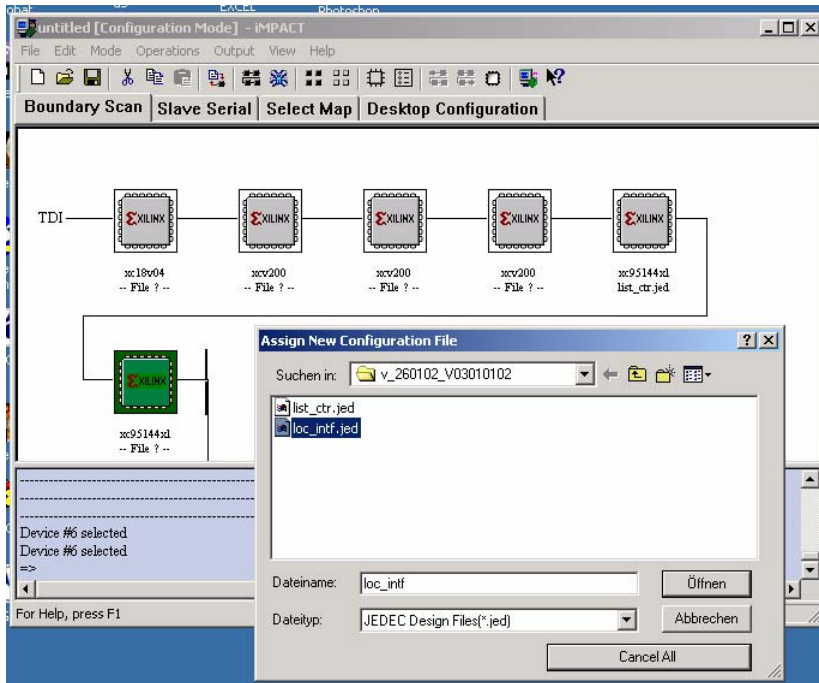 EXCEL Photoshop
untitled [Configuration Mode] - iMPACT
File Edit Mode Operations Output View Help
Boundary Scan Slave Serial Select Map Desktop Configuration
TDI
XILINX XILINX XILINX XILINX XILINX
xc18v04 xcv200 xcv200 xcv200 xc95144xl
-- File ? -- -- File ? -- -- File ? -- -- File ? -- list_ctr.jed
XILINX
xc95144xl
-- File ? --
Assign New Configuration File
Suchen in: v_260102_V03010102
list_ctr.jed
loc_intf.jed
Dateiname: loc_intf Öffnen
Dateityp: JEDEC Design Files(*.jed) Abbrechen
Cancel All
Device #6 selected
Device #6 selected
=>
For Help, press F1